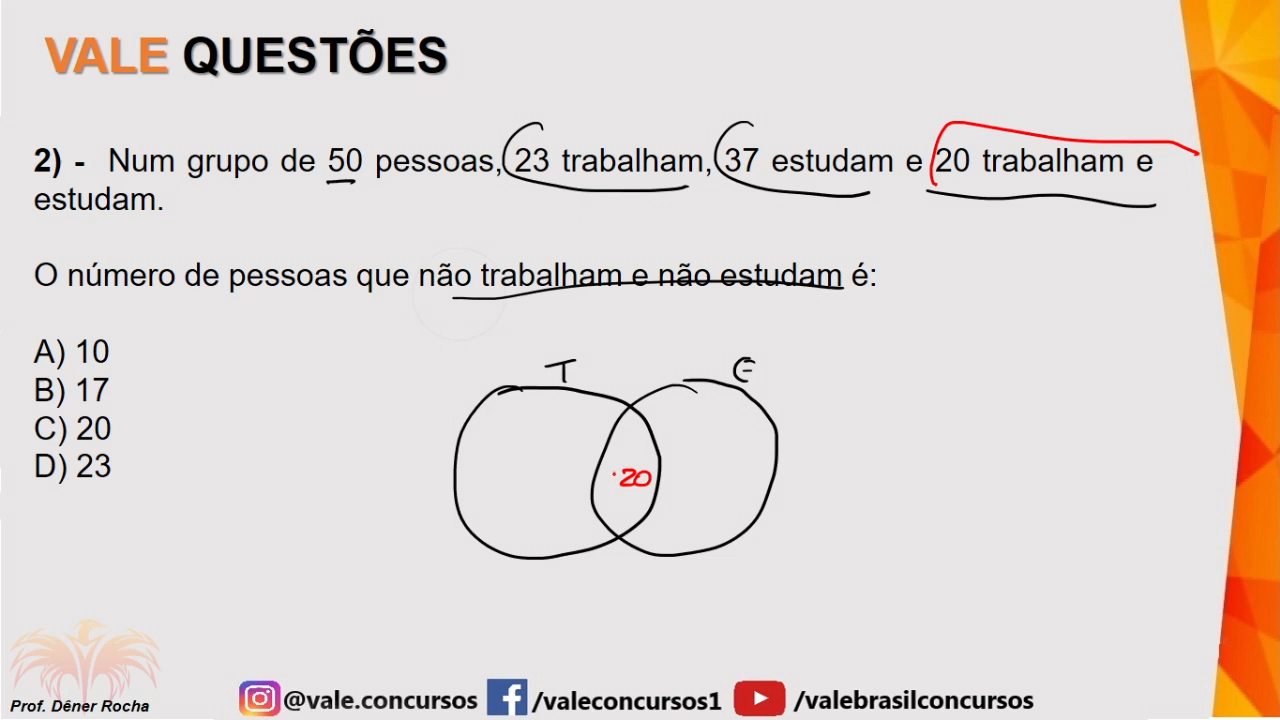 VALE QUESTÕES
2) - Num grupo de 50 pessoas, 23 trabalham, 37 estudam e 20 trabalham e
estudam.
O número de pessoas que não trabalham e não estudam é:
A) 10
B) 17
C) 20
D) 23
T E
20
Prof. Dêner Rocha
@vale.concursos /valeconcursos1 /valebrasilconcursos